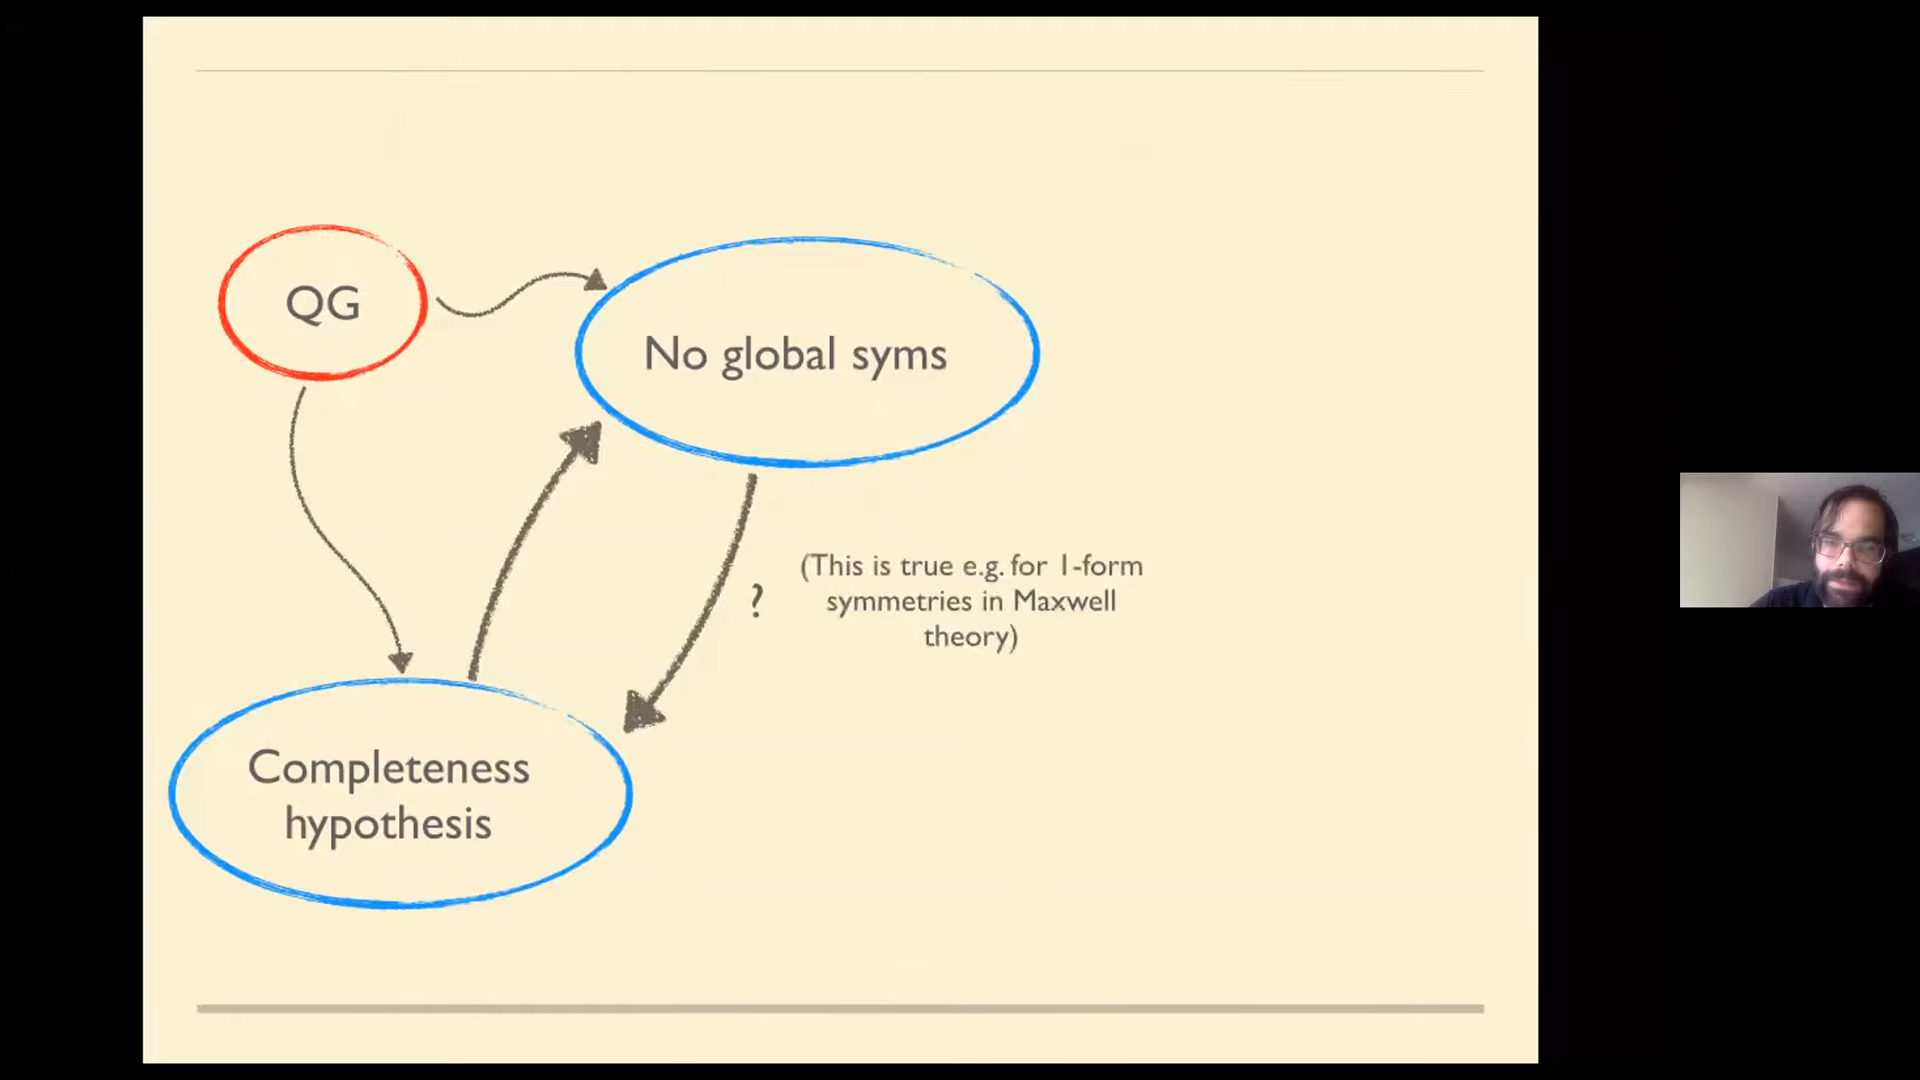 QG
No global syms
(This is true e.g. for 1-form
symmetries in Maxwell
theory)
?
Completeness
hypothesis